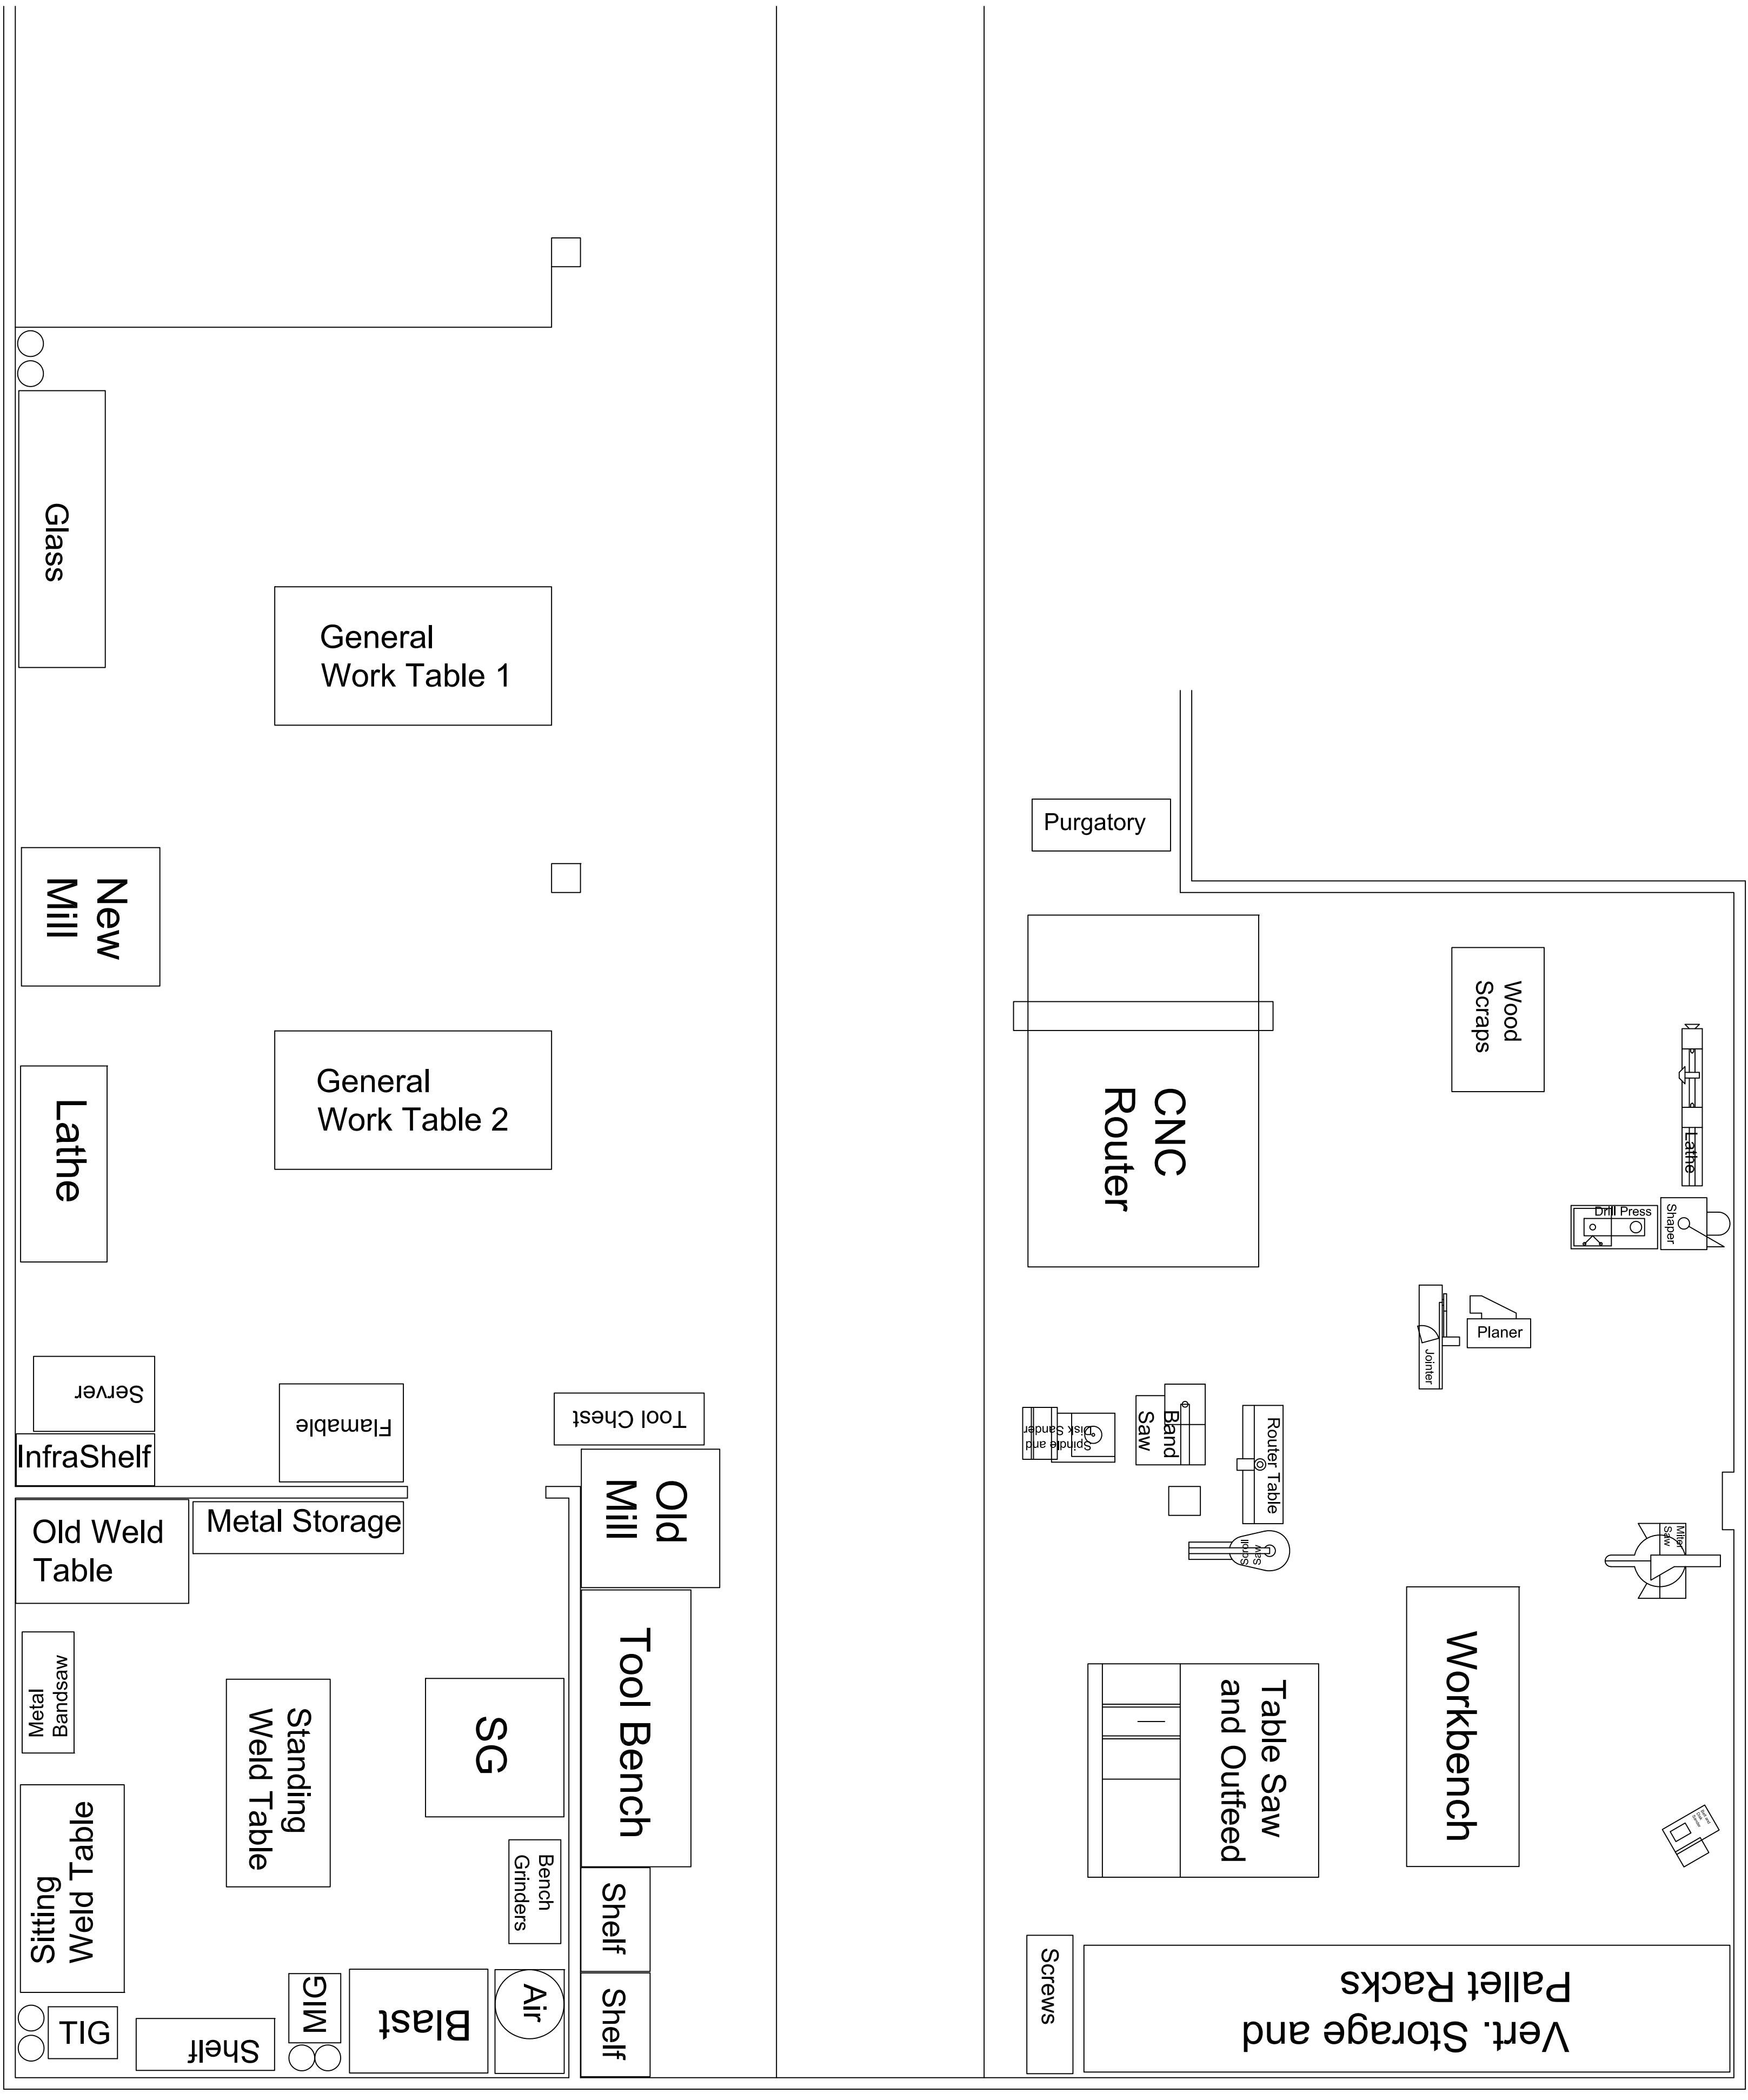 Glass
General
Work Table 1
Purgatory
New
Mill
Wood
Scraps
General
Work Table 2
Lathe
CNC
Router
Lathe
Drill Press
Shaper
Planer
Jointer
Server
Flamable
Tool Chest
InfraShelf
Spindle and
Disk Sander
Band
Saw
Router Table
Old Weld
Table
Metal Storage
Old
Mill
Scroll
Saw
Miter
Saw
Metal
Bandsaw
Standing
Weld Table
SG
Tool Bench
Table Saw
and Outfeed
Workbench
Sitting
Weld Table
Bench
Grinders
Shelf
Shelf
Screws
Vert. Storage and
Pallet Racks
TIG
Shelf
MIG
Blast
Air